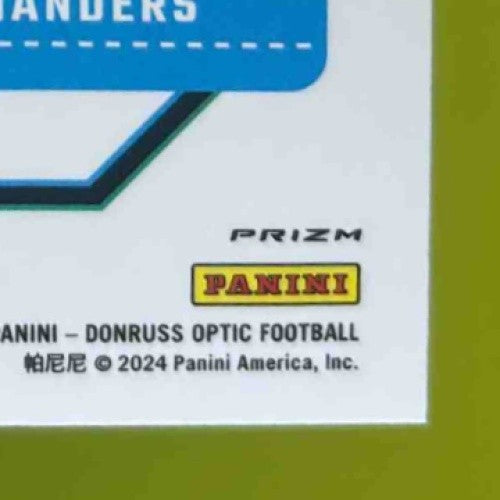 ANDERS
PRIZM
PANINI
ANINI – DONRUSS OPTIC FOOTBALL
帕尼尼 © 2024 Panini America, Inc.